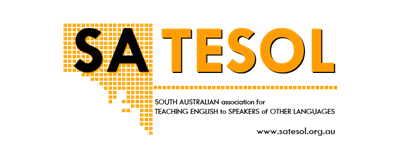 SA TESOL
SOUTH AUSTRALIAN association for
TEACHING ENGLISH to SPEAKERS of OTHER LANGUAGES
www.satesol.org.au